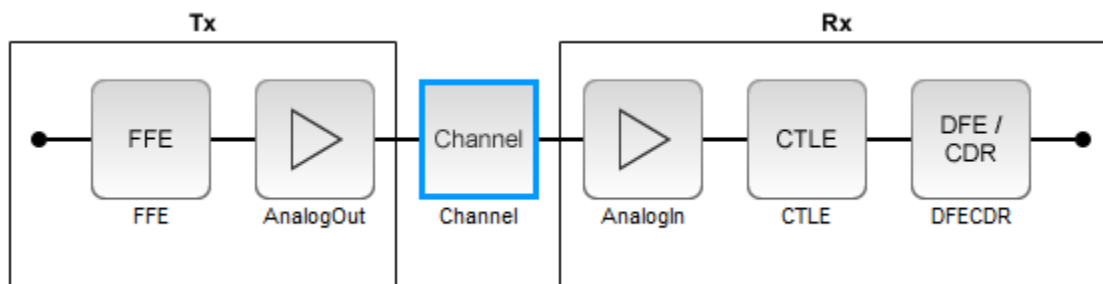 Tx
Rx
FFE
Channel
CTLE
DFE /
CDR
FFE
AnalogOut
Channel
AnalogIn
CTLE
DFECDR